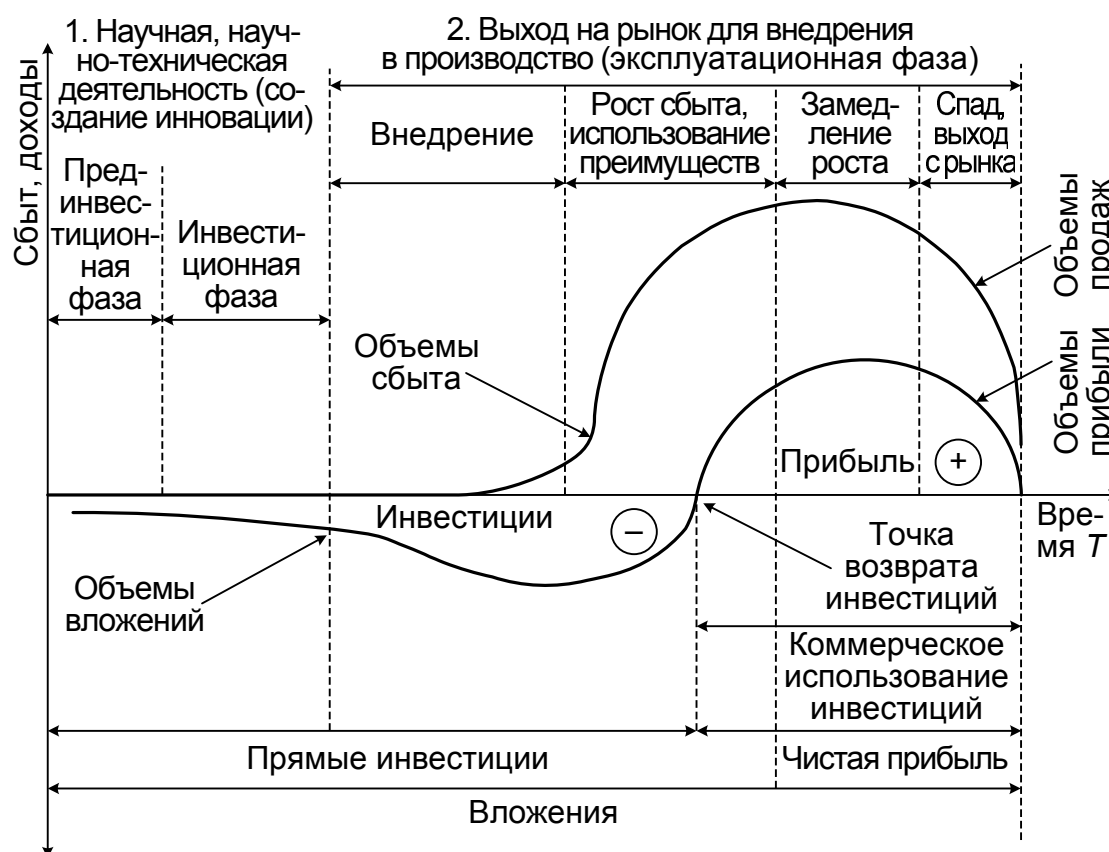 1. Научная, науч-
но-техническая
деятельность (со-
здание инновации)
2. Выход на рынок для внедрения
в производство (эксплуатационная фаза)
Сбыт, доходы
Пред-
инвес-
тицион-
ная
фаза
Инвести-
ционная
фаза
Внедрение
Рост сбыта,
использование
преимуществ
Замед-
ление
роста
Спад,
выход
с рынка
Объемы
продаж
Объемы
сбыта
Объемы
прибыли
Прибыль
+
Инвестиции
–
Вре-
мя T
Точка
возврата
инвестиций
Объемы
вложений
Коммерческое
использование
инвестиций
Прямые инвестиции
Чистая прибыль
Вложения